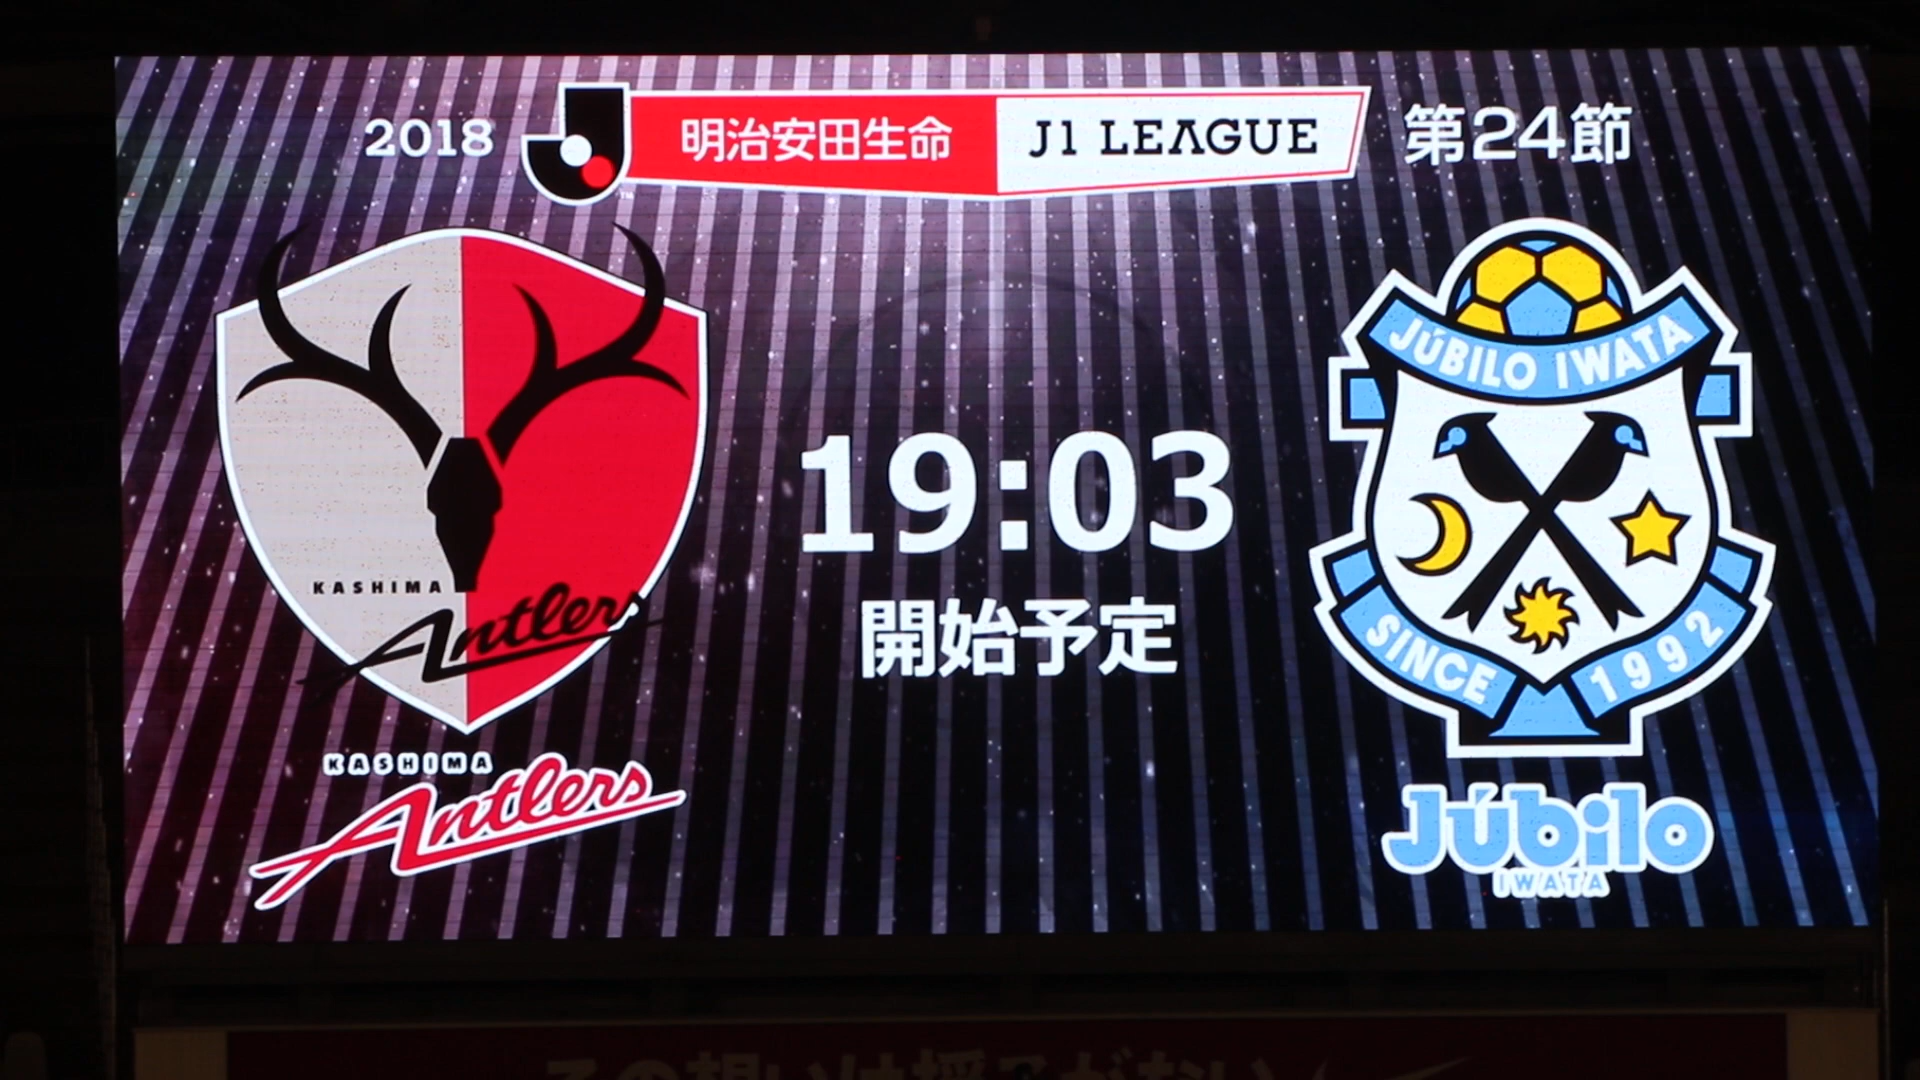 2018 明治安田生命 J1 LEAGUE 第24節
KASHIMA
Antlers
JÚBILO IWATA
SINCE 1992
19:03
開始予定
KASHIMA
Antlers
Júbilo
IWATA